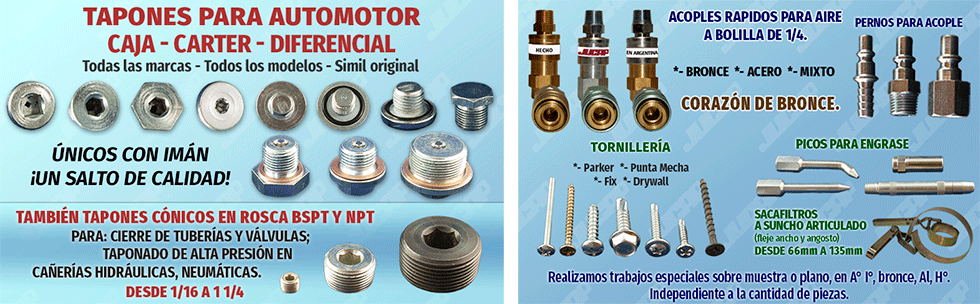 TAPONES PARA AUTOMOTOR
CAJA - CARTER - DIFERENCIAL
Todas las marcas - Todos los modelos - Simil original
ÚNICOS CON IMÁN
¡UN SALTO DE CALIDAD!
TAMBIÉN TAPONES CÓNICOS EN ROSCA BSPT Y NPT
PARA: CIERRE DE TUBERÍAS Y VÁLVULAS;
TAPONADO DE ALTA PRESIÓN EN
CAÑERÍAS HIDRÁULICAS, NEUMÁTICAS.
DESDE 1/16 A 1 1/4
ACOPLES RAPIDOS PARA AIRE
A BOLILLA DE 1/4.
HECHO
EN ARGENTINA
*- BRONCE *- ACERO *- MIXTO
CORAZÓN DE BRONCE.
PERNOS PARA ACOPLE
TORNILLERÍA
*- Parker *- Punta Mecha
*- Fix *- Drywall
PICOS PARA ENGRASE
SACAFILTROS
A SUNCHO ARTICULADO
(fleje ancho y angosto)
DESDE 66mm A 135mm
Realizamos trabajos especiales sobre muestra o plano, en A° I°, bronce, Al, H°.
Independiente a la cantidad de piezas.